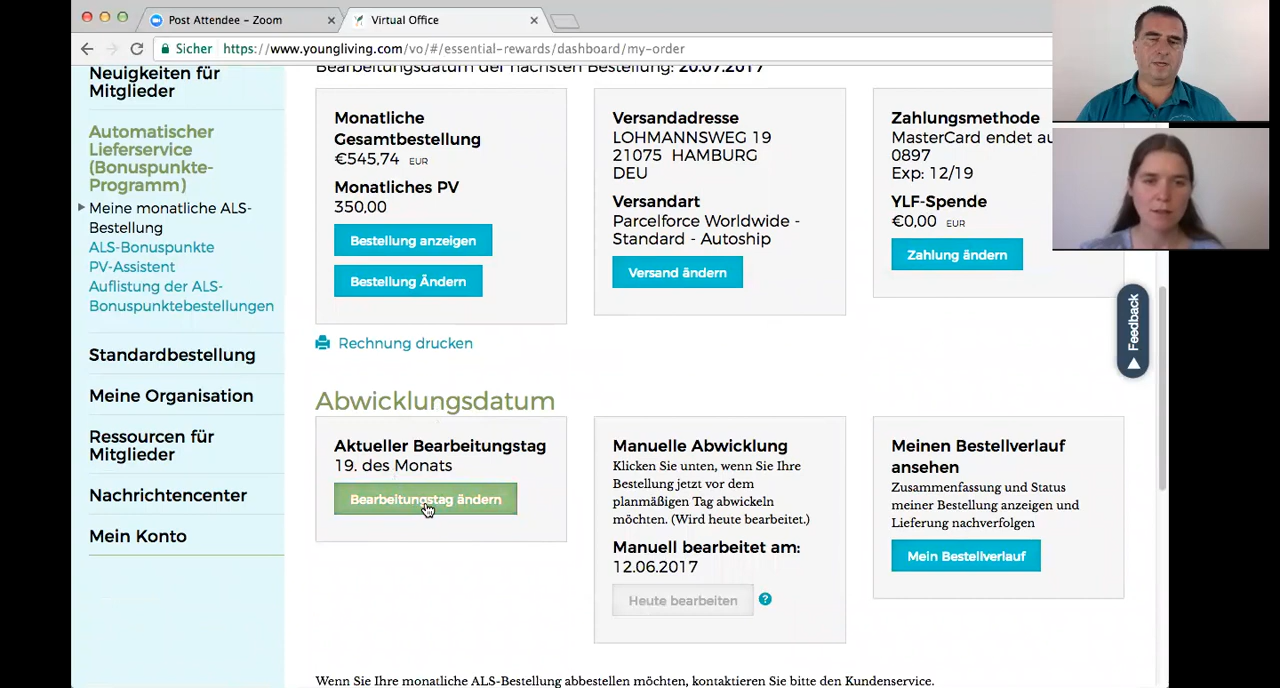 Post Attendee – Zoom
Virtual Office
Sicher https://www.youngliving.com/vo/#/essential-rewards/dashboard/my-order
Neuigkeiten für
Mitglieder
Automatischer
Lieferservice
(Bonuspunkte-
Programm)
Meine monatliche ALS-
Bestellung
ALS-Bonuspunkte
PV-Assistent
Auflistung der ALS-
Bonuspunktebestellungen
Standardbestellung
Meine Organisation
Ressourcen für
Mitglieder
Nachrichtencenter
Mein Konto
Bearbeitungsdatum der nächsten Bestellung: 20.07.2017
Monatliche
Gesamtbestellung
€545,74 EUR
Monatliches PV
350,00
Bestellung anzeigen
Bestellung Ändern
Versandadresse
LOHMANNSWEG 19
21075 HAMBURG
DEU
Versandart
Parcelforce Worldwide -
Standard - Autoship
Versand ändern
Zahlungsmethode
MasterCard endet
0897
Exp: 12/19
YLF-Spende
€0,00 EUR
Zahlung ändern
Rechnung drucken
Abwicklungsdatum
Aktueller Bearbeitungstag
19. des Monats
Bearbeitungstag ändern
Manuelle Abwicklung
Klicken Sie unten, wenn Sie Ihre
Bestellung jetzt vor dem
planmäßigen Tag abwickeln
möchten. (Wird heute bearbeitet.)
Manuell bearbeitet am:
12.06.2017
Heute bearbeiten ?
Meinen Bestellverlauf
ansehen
Zusammenfassung und Status
meiner Bestellung anzeigen und
Lieferung nachverfolgen
Mein Bestellverlauf
Feedback
Wenn Sie Ihre monatliche ALS-Bestellung abbestellen möchten, kontaktieren Sie bitte den Kundenservice.